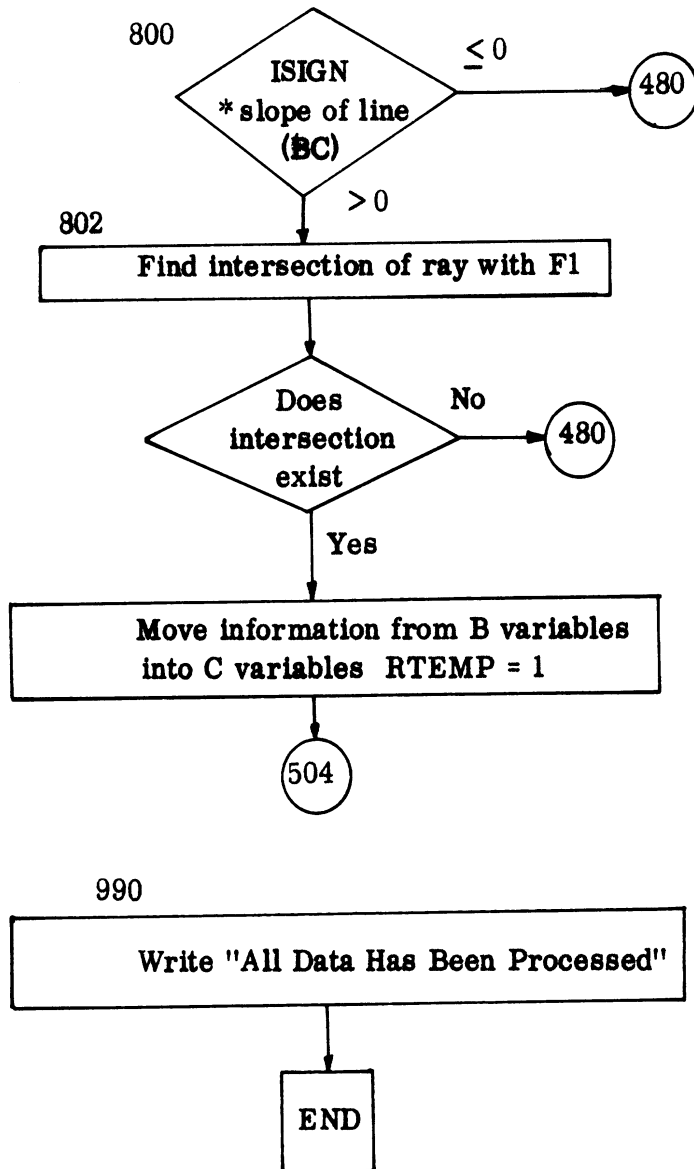 800
ISIGN
* slope of line
(BC)
≤ 0
480
> 0
802
Find intersection of ray with F1
Does
intersection
exist
No
480
Yes
Move information from B variables
into C variables RTEMP = 1
504
990
Write "All Data Has Been Processed"
END